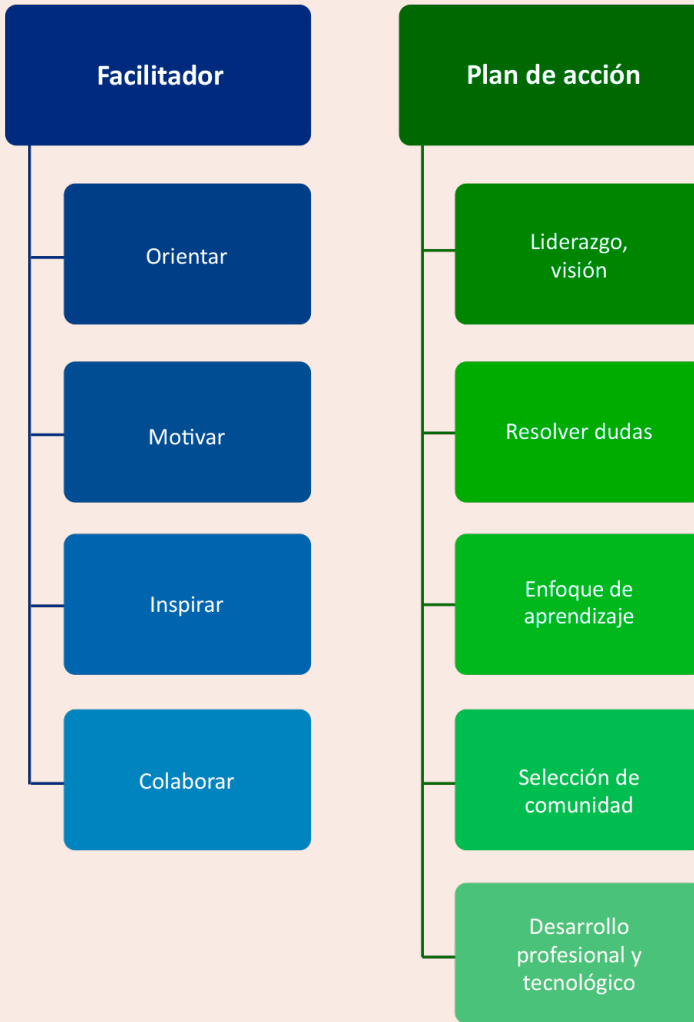 Facilitador
Orientar
Motivar
Inspirar
Colaborar
Plan de acción
Liderazgo,
visión
Resolver dudas
Enfoque de
aprendizaje
Selección de
comunidad
Desarrollo
profesional y
tecnológico